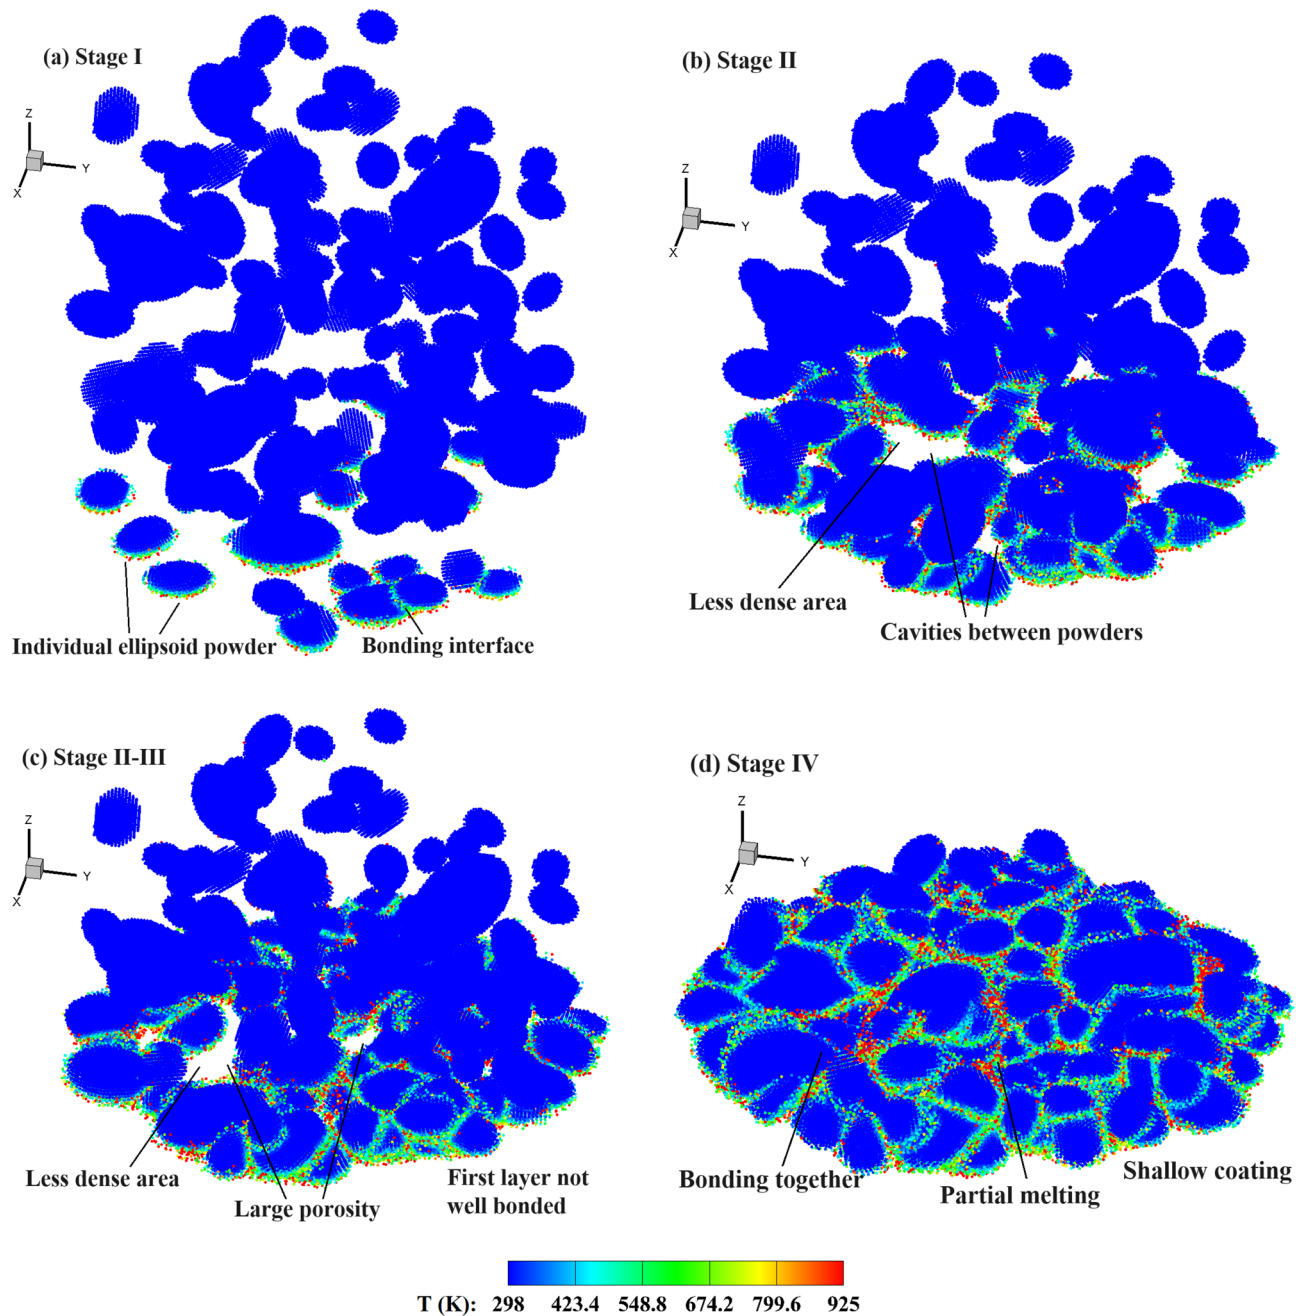 (a) Stage I
Z
Y
X
Individual ellipsoid powder
Bonding interface
(b) Stage II
Z
Y
X
Less dense area
Cavities between powders
(c) Stage II-III
Z
Y
X
Less dense area
Large porosity
First layer not
well bonded
(d) Stage IV
Z
Y
X
Bonding together
Partial melting
Shallow coating
T (K): 298 423.4 548.8 674.2 799.6 925